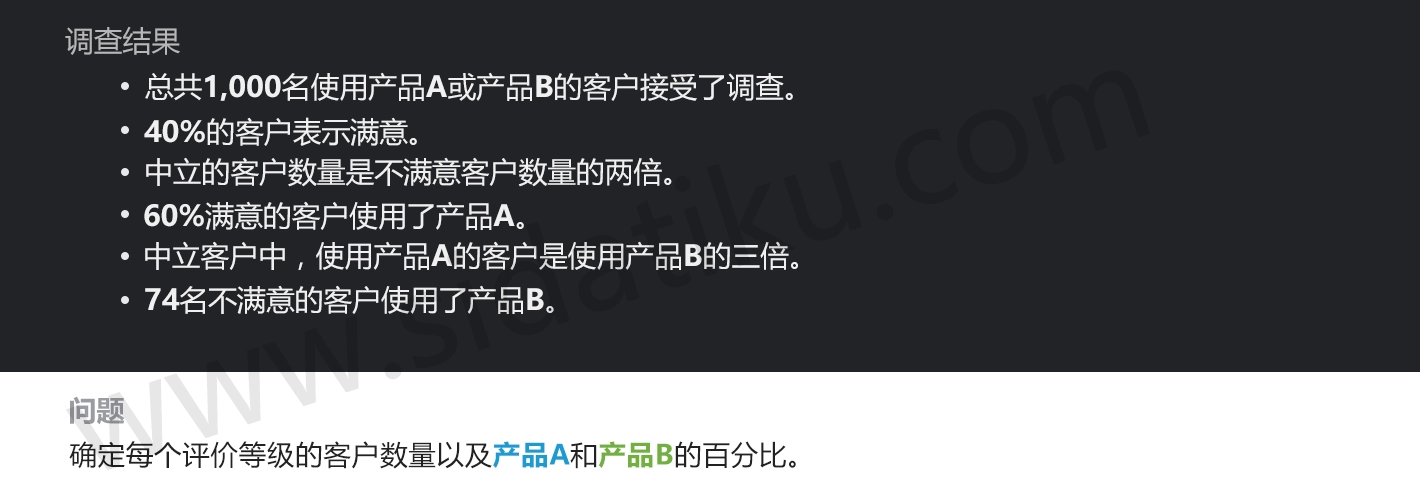 调查结果
• 总共1,000名使用产品A或产品B的客户接受了调查。
• 40%的客户表示满意。
• 中立的客户数量是不满意客户数量的两倍。
• 60%满意的客户使用了产品A。
• 中立客户中，使用产品A的客户是使用产品B的三倍。
• 74名不满意的客户使用了产品B。
www.sidatiku.com
问题
确定每个评价等级的客户数量以及产品A和产品B的百分比。